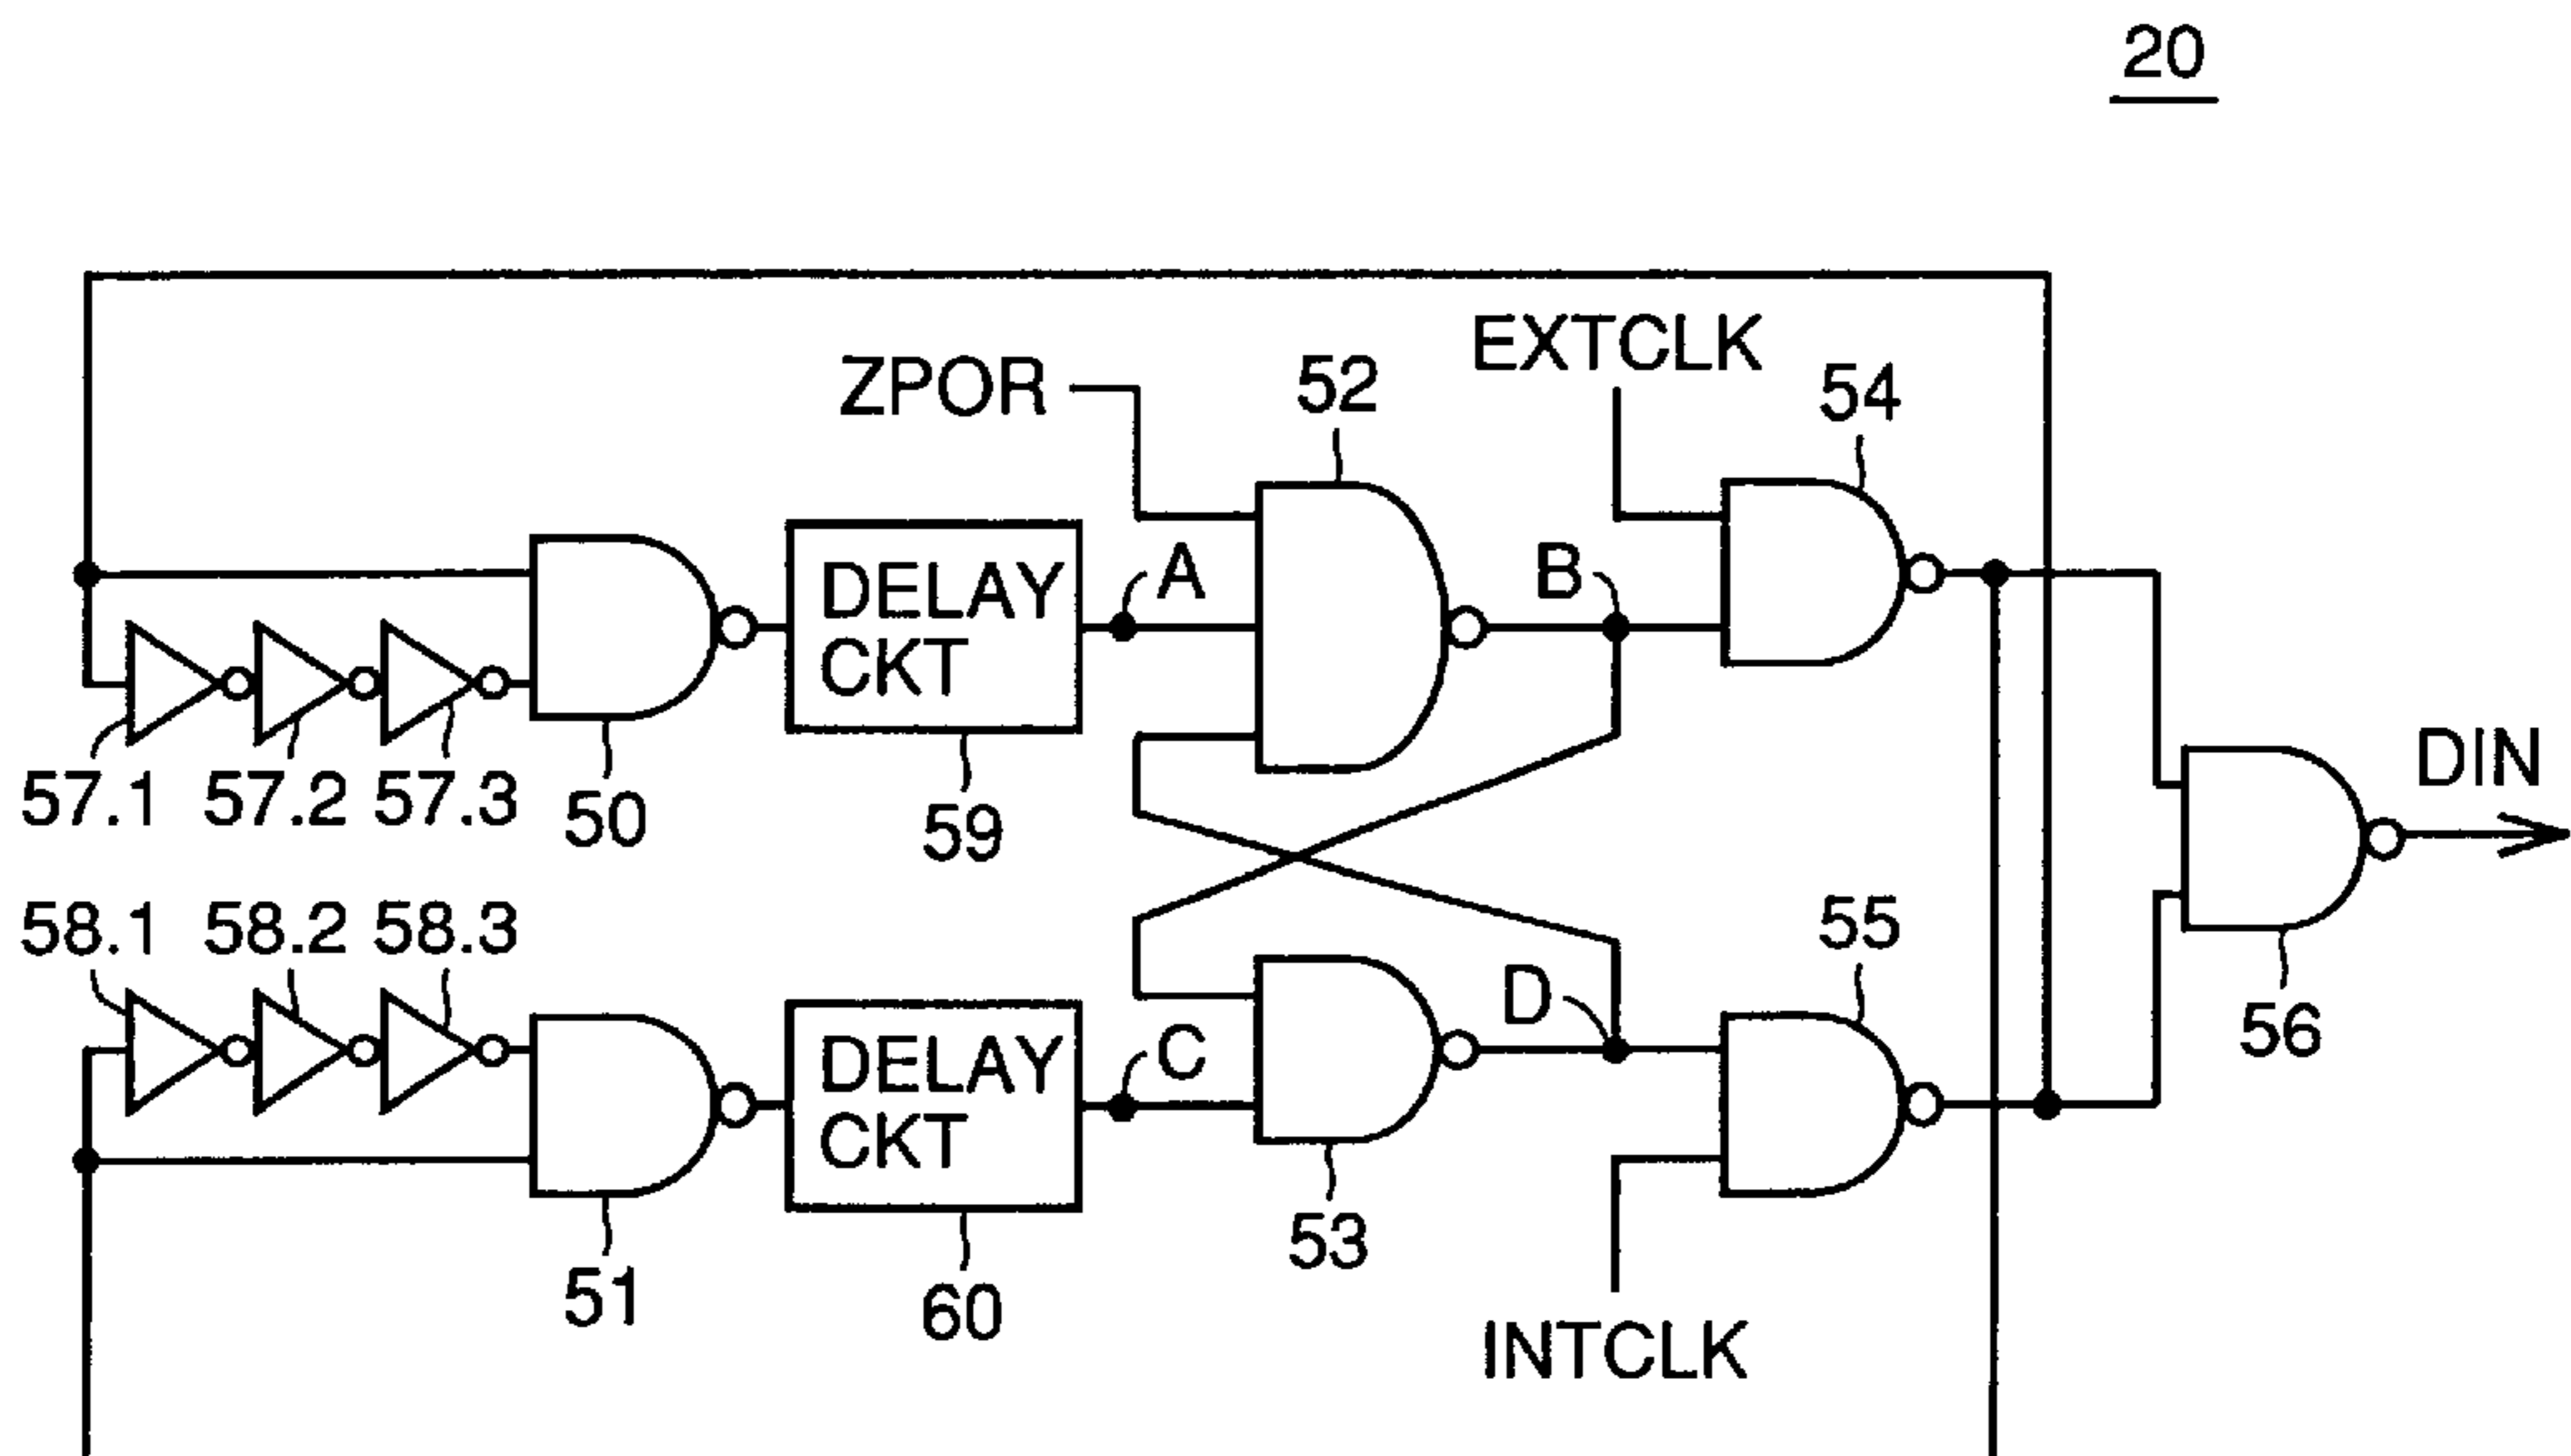 20
EXTCLK
ZPOR
52
54
DELAY
CKT
A
B
57.1
57.2
57.3
50
59
DIN
58.1
58.2
58.3
55
D
DELAY
CKT
C
56
51
60
53
INTCLK